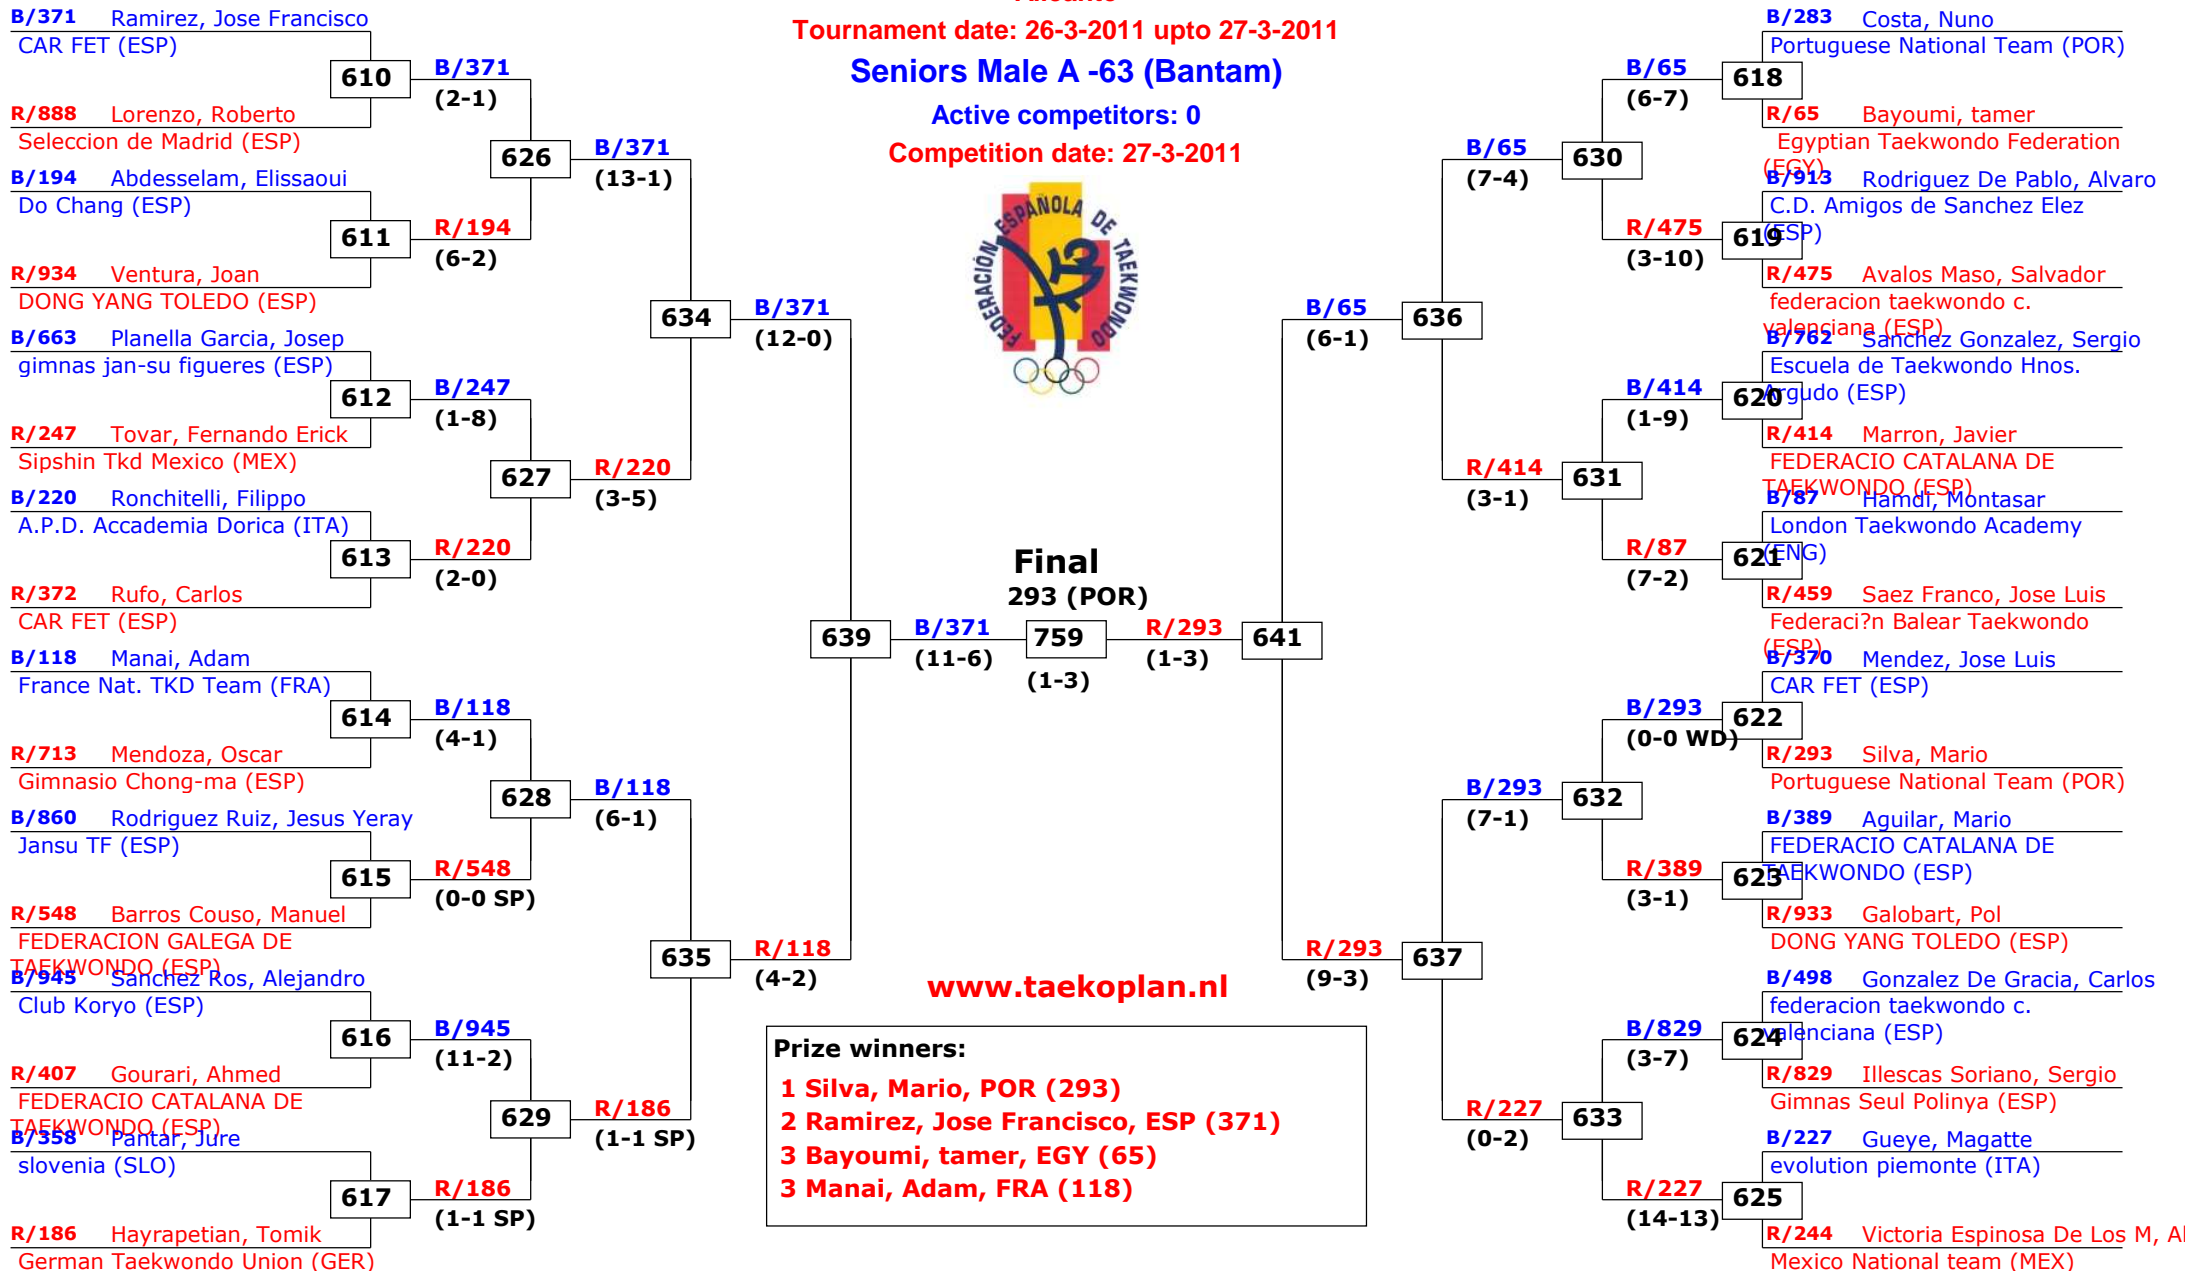 Alicante
Tournament date: 26-3-2011 upto 27-3-2011
Seniors Male A -63 (Bantam)
Active competitors: 0
Competition date: 27-3-2011
FEDERACIÓN ESPAÑOLA DE TAEKWONDO
B/371 Ramirez, Jose Francisco
CAR FET (ESP)
610
R/888 Lorenzo, Roberto
Seleccion de Madrid (ESP)
B/194 Abdesselam, Elissaoui
Do Chang (ESP)
611
R/934 Ventura, Joan
DONG YANG TOLEDO (ESP)
B/663 Planella Garcia, Josep
gimnas jan-su figueres (ESP)
612
R/247 Tovar, Fernando Erick
Sipshin Tkd Mexico (MEX)
B/220 Ronchitelli, Filippo
A.P.D. Accademia Dorica (ITA)
613
R/372 Rufo, Carlos
CAR FET (ESP)
B/118 Manai, Adam
France Nat. TKD Team (FRA)
614
R/713 Mendoza, Oscar
Gimnasio Chong-ma (ESP)
B/860 Rodriguez Ruiz, Jesus Yeray
Jansu TF (ESP)
615
R/548 Barros Couso, Manuel
FEDERACION GALEGA DE
TAEKWONDO (ESP)
B/945 Sanchez Ros, Alejandro
Club Koryo (ESP)
616
R/407 Gourari, Ahmed
FEDERACIO CATALANA DE
TAEKWONDO (ESP)
B/358 Pantar, Jure
slovenia (SLO)
617
R/186 Hayrapetian, Tomik
German Taekwondo Union (GER)
B/371
(2-1)
626
R/194
(6-2)
B/247
(1-8)
627
R/220
(2-0)
B/118
(4-1)
628
R/548
(0-0 SP)
B/945
(11-2)
629
R/186
(1-1 SP)
B/371
(13-1)
634
R/220
(3-5)
B/118
(6-1)
635
R/186
(1-1 SP)
B/371
(12-0)
639
R/118
(4-2)
Final
293 (POR)
B/371
(11-6)
759
(1-3)
R/293
(1-3)
641
B/65
(6-1)
636
R/293
(9-3)
637
B/65
(7-4)
630
R/414
(3-1)
631
B/293
(7-1)
632
R/227
(0-2)
633
B/65
(6-7)
R/475
(3-10)
B/414
(1-9)
R/87
(7-2)
B/293
(0-0 WD)
R/389
(3-1)
B/829
(3-7)
R/227
(14-13)
B/283 Costa, Nuno
Portuguese National Team (POR)
618
R/65 Bayoumi, tamer
Egyptian Taekwondo Federation
(EGY)
B/913 Rodriguez De Pablo, Alvaro
C.D. Amigos de Sanchez Elez
(ESP)
619
R/475 Avalos Maso, Salvador
federacion taekwondo c.
valenciana (ESP)
B/762 Sanchez Gonzalez, Sergio
Escuela de Taekwondo Hnos.
Argudo (ESP)
620
R/414 Marron, Javier
FEDERACIO CATALANA DE
TAEKWONDO (ESP)
B/87 Hamdi, Montasar
London Taekwondo Academy
(ENG)
621
R/459 Saez Franco, Jose Luis
Federaci?n Balear Taekwondo
(ESP)
B/370 Mendez, Jose Luis
CAR FET (ESP)
622
R/293 Silva, Mario
Portuguese National Team (POR)
B/389 Aguilar, Mario
FEDERACIO CATALANA DE
TAEKWONDO (ESP)
623
R/933 Galobart, Pol
DONG YANG TOLEDO (ESP)
B/498 Gonzalez De Gracia, Carlos
federacion taekwondo c.
valenciana (ESP)
624
R/829 Illescas Soriano, Sergio
Gimnas Seul Polinya (ESP)
B/227 Gueye, Magatte
evolution piemonte (ITA)
625
R/244 Victoria Espinosa De Los M, Al
Mexico National team (MEX)
www.taekoplan.nl
Prize winners:
1 Silva, Mario, POR (293)
2 Ramirez, Jose Francisco, ESP (371)
3 Bayoumi, tamer, EGY (65)
3 Manai, Adam, FRA (118)